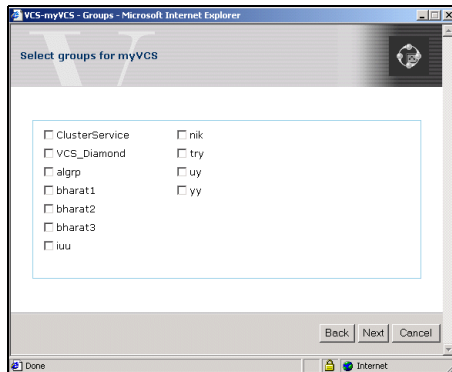 VCS-myVCS - Groups - Microsoft Internet Explorer
Select groups for myVCS
ClusterService
VCS_Diamond
algrp
bharat1
bharat2
bharat3
iuu
nik
try
uy
yy
Back Next Cancel
Done Internet